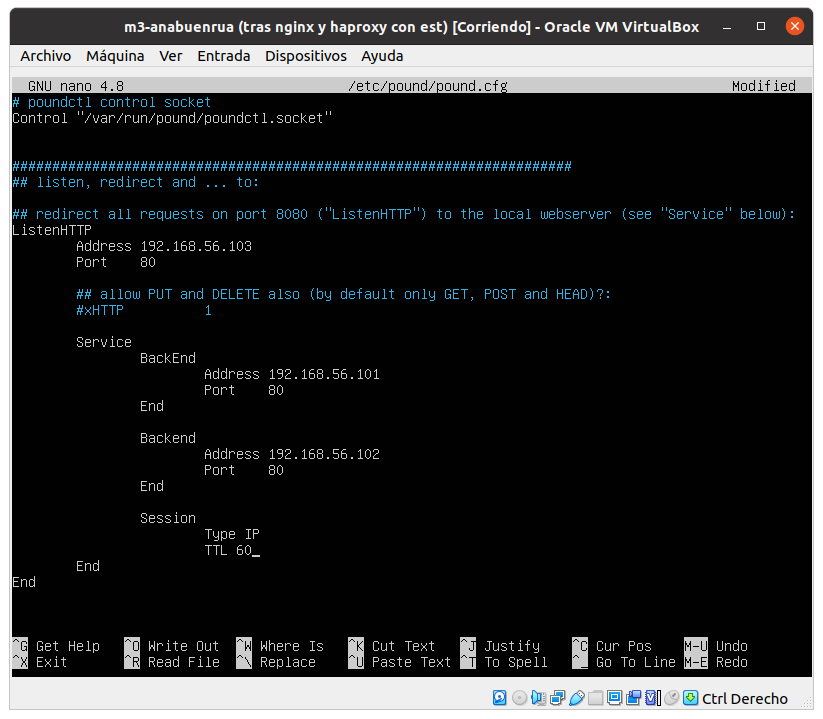 m3-anabuenrua (tras nginx y haproxy con est) [Corriendo] - Oracle VM VirtualBox
Archivo Máquina Ver Entrada Dispositivos Ayuda
GNU nano 4.8 /etc/pound/pound.cfg Modified
# poundctl control socket
Control "/var/run/pound/poundctl.socket"
######################################################################
## listen, redirect and ... to:
## redirect all requests on port 8080 ("ListenHTTP") to the local webserver (see "Service" below):
ListenHTTP
Address 192.168.56.103
Port 80
## allow PUT and DELETE also (by default only GET, POST and HEAD)?:
#xHTTP 1
Service
BackEnd
Address 192.168.56.101
Port 80
End
Backend
Address 192.168.56.102
Port 80
End
Session
Type IP
TTL 60_
End
End
^G Get Help ^O Write Out ^W Where Is ^K Cut Text ^J Justify ^C Cur Pos M-U Undo
^X Exit ^R Read File ^\ Replace ^U Paste Text ^T To Spell ^_ Go To Line M-E Redo
Ctrl Derecho